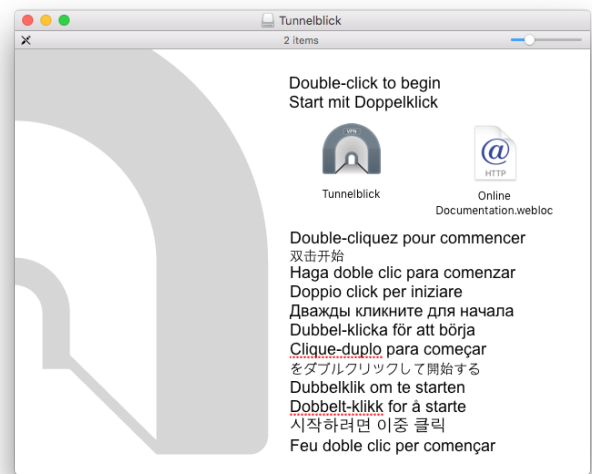 Tunnelblick
2 items
Double-click to begin
Start mit Doppelklick
VPN
Tunnelblick
@
HTTP
Online
Documentation.webloc
Double-cliquez pour commencer
双击开始
Haga doble clic para comenzar
Doppio click per iniziare
Дважды кликните для начала
Dubbel-klicka för att börja
Clique-duplo para começar
をダブルクリックして開始する
Dubbelklik om te starten
Dobbelt-klikk for å starte
시작하려면 이중 클릭
Feu doble clic per començar